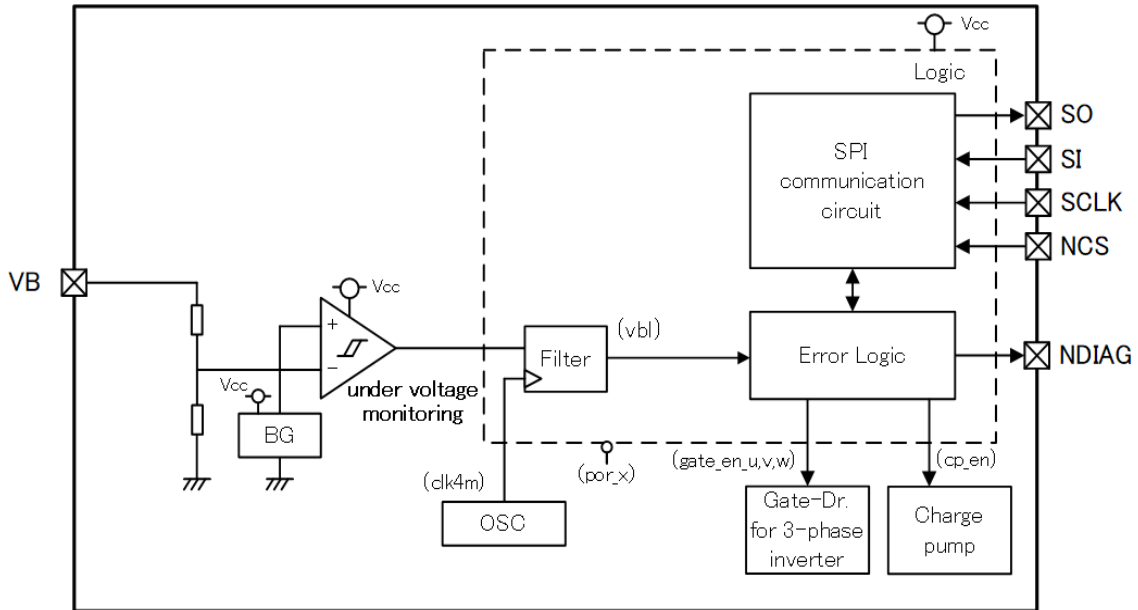 Vcc
Logic
SO
SPI
communication
circuit
SI
SCLK
NCS
VB
Vcc
+
−
(vbl)
Filter
Error Logic
NDIAG
under voltage
monitoring
Vcc
BG
(clk4m)
(por_x)
(gate_en_u,v,w)
(cp_en)
OSC
Gate-Dr.
for 3-phase
inverter
Charge
pump